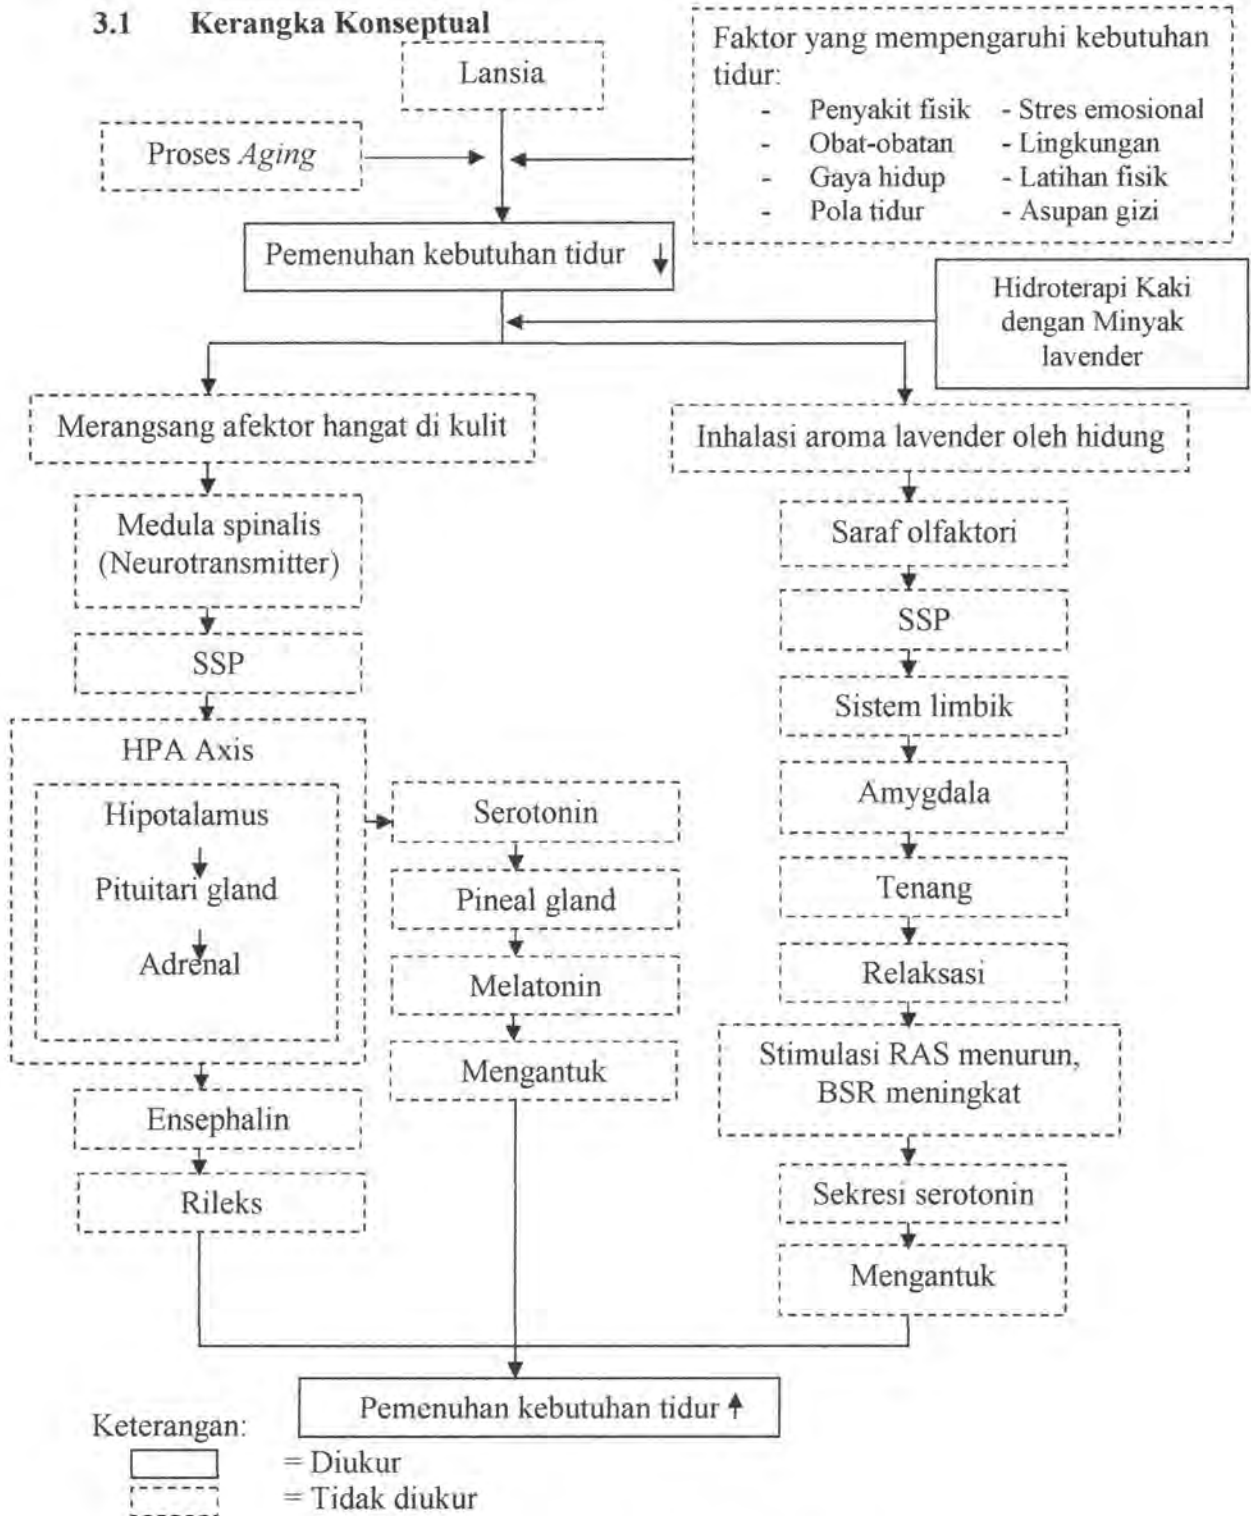 3.1 Kerangka Konseptual
Lansia
Faktor yang mempengaruhi kebutuhan
tidur:
- Penyakit fisik - Stres emosional
- Obat-obatan - Lingkungan
- Gaya hidup - Latihan fisik
- Pola tidur - Asupan gizi
Proses Aging
Pemenuhan kebutuhan tidur ↓
Hidroterapi Kaki
dengan Minyak
lavender
Merangsang afektor hangat di kulit
Medula spinalis
(Neurotransmitter)
SSP
HPA Axis
Hipotalamus
Pituitari gland
Adrenal
Ensephalin
Rileks
Serotonin
Pineal gland
Melatonin
Mengantuk
Inhalasi aroma lavender oleh hidung
Saraf olfaktori
SSP
Sistem limbik
Amygdala
Tenang
Relaksasi
Stimulasi RAS menurun,
BSR meningkat
Sekresi serotonin
Mengantuk
Pemenuhan kebutuhan tidur ↑
Keterangan:
= Diukur
= Tidak diukur